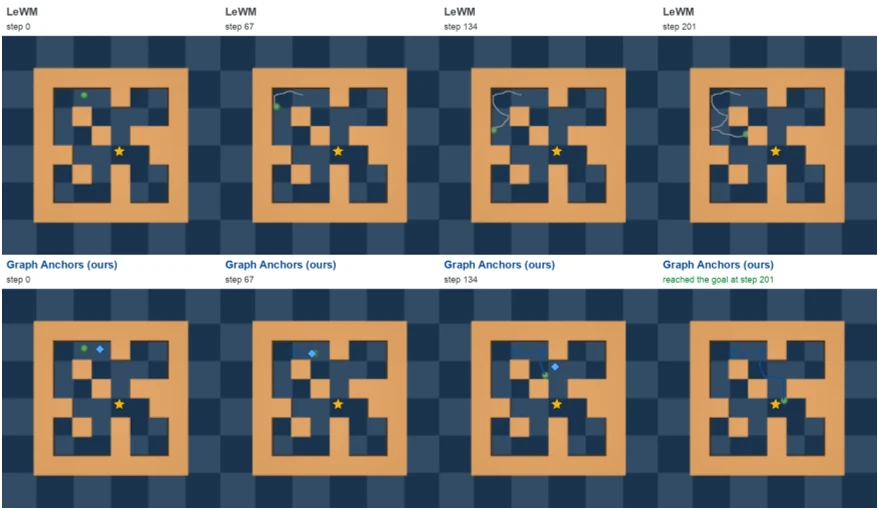 LeWM
step 0
LeWM
step 67
LeWM
step 134
LeWM
step 201
Graph Anchors (ours)
step 0
Graph Anchors (ours)
step 67
Graph Anchors (ours)
step 134
Graph Anchors (ours)
reached the goal at step 201